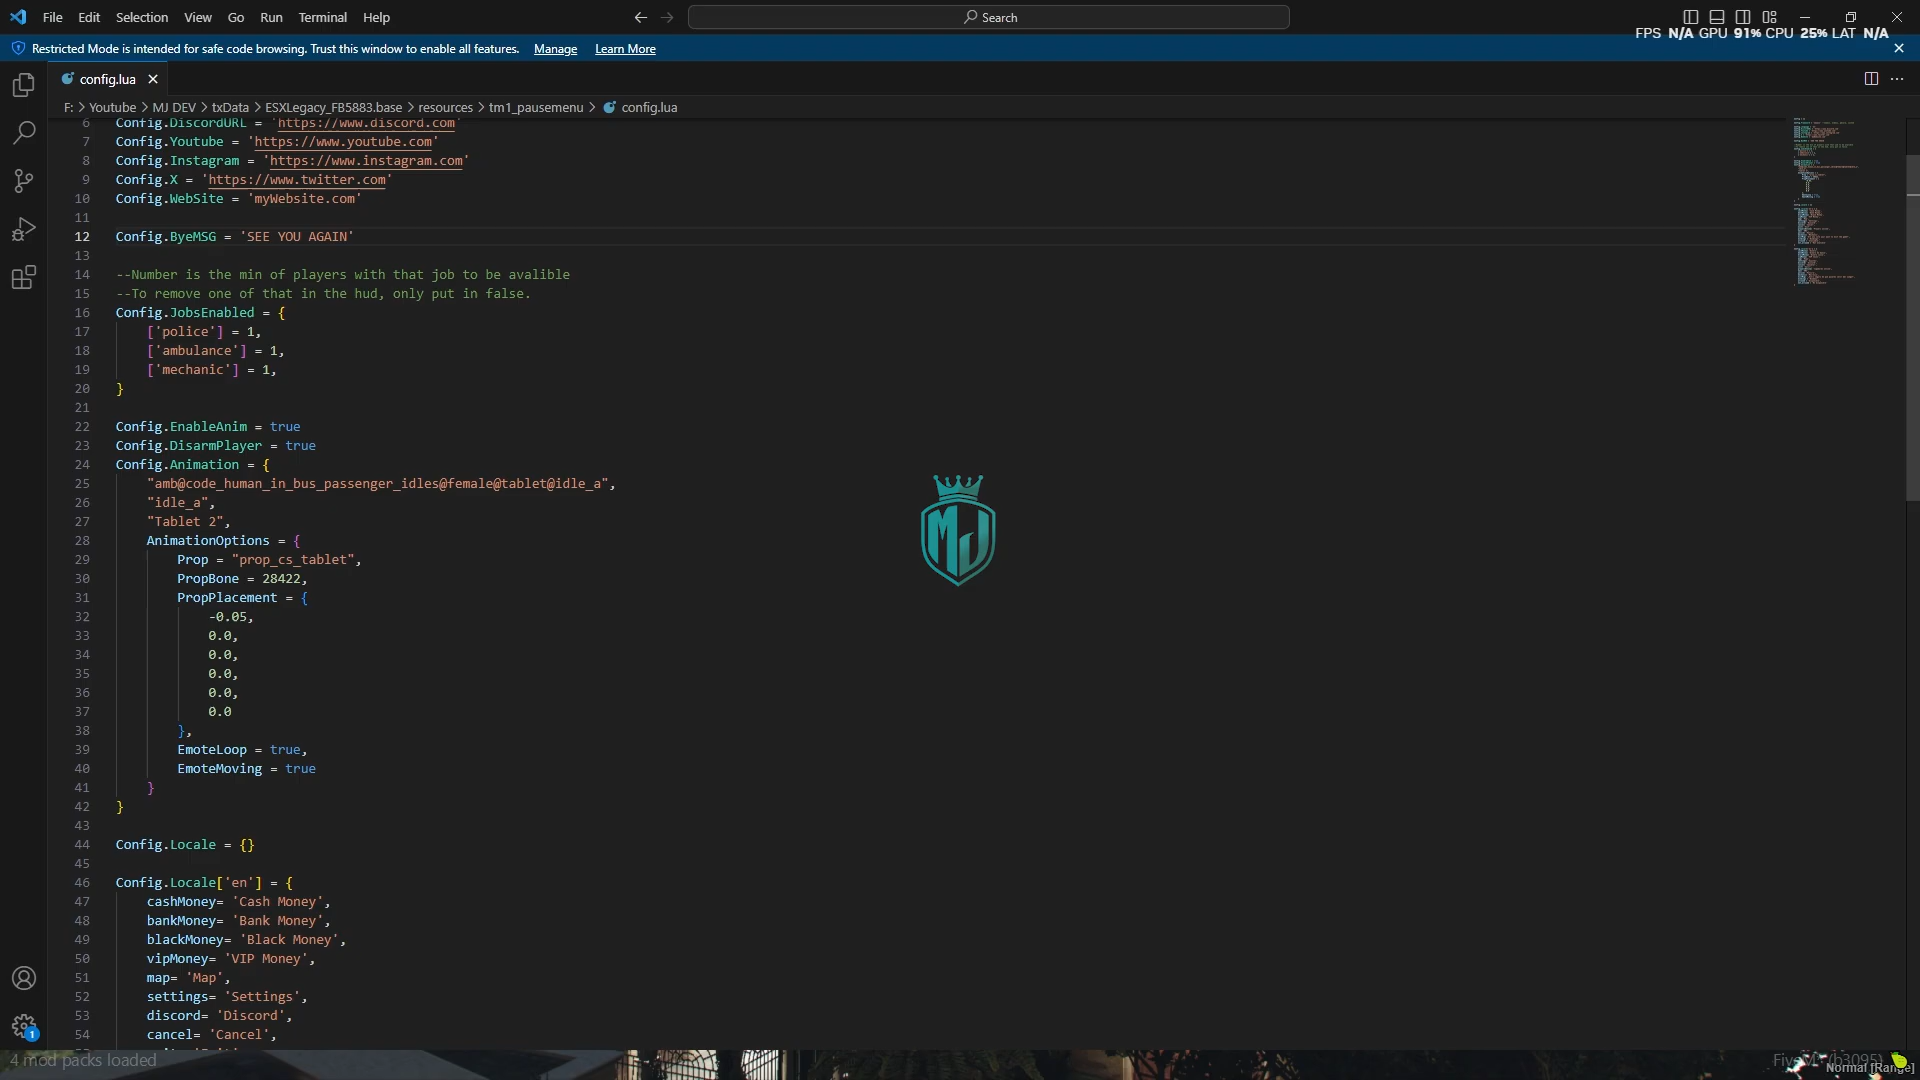 File Edit Selection View Go Run Terminal Help
Search
Restricted Mode is intended for safe code browsing. Trust this window to enable all features. Manage Learn More
FPS N/A GPU 91% CPU 25% LAT N/A
config.lua
F: > Youtube > MJ DEV > txData > ESXLegacy_FB5883.base > resources > tm1_pausemenu > config.lua
6 Config.DiscordURL = 'https://www.discord.com'
7 Config.Youtube = 'https://www.youtube.com'
8 Config.Instagram = 'https://www.instagram.com'
9 Config.X = 'https://www.twitter.com'
10 Config.WebSite = 'myWebsite.com'
11
12 Config.ByeMSG = 'SEE YOU AGAIN'
13
14 --Number is the min of players with that job to be avalible
15 --To remove one of that in the hud, only put in false.
16 Config.JobsEnabled = {
17 ['police'] = 1,
18 ['ambulance'] = 1,
19 ['mechanic'] = 1,
20 }
21
22 Config.EnableAnim = true
23 Config.DisarmPlayer = true
24 Config.Animation = {
25 "amb@code_human_in_bus_passenger_idles@female@tablet@idle_a",
26 "idle_a",
27 "Tablet 2",
28 AnimationOptions = {
29 Prop = "prop_cs_tablet",
30 PropBone = 28422,
31 PropPlacement = {
32 -0.05,
33 0.0,
34 0.0,
35 0.0,
36 0.0,
37 0.0
38 },
39 EmoteLoop = true,
40 EmoteMoving = true
41 }
42 }
43
44 Config.Locale = {}
45
46 Config.Locale['en'] = {
47 cashMoney= 'Cash Money',
48 bankMoney= 'Bank Money',
49 blackMoney= 'Black Money',
50 vipMoney= 'VIP Money',
51 map= 'Map',
52 settings= 'Settings',
53 discord= 'Discord',
54 cancel= 'Cancel',
MJ
1
4 mod packs loaded
Normal [Range]